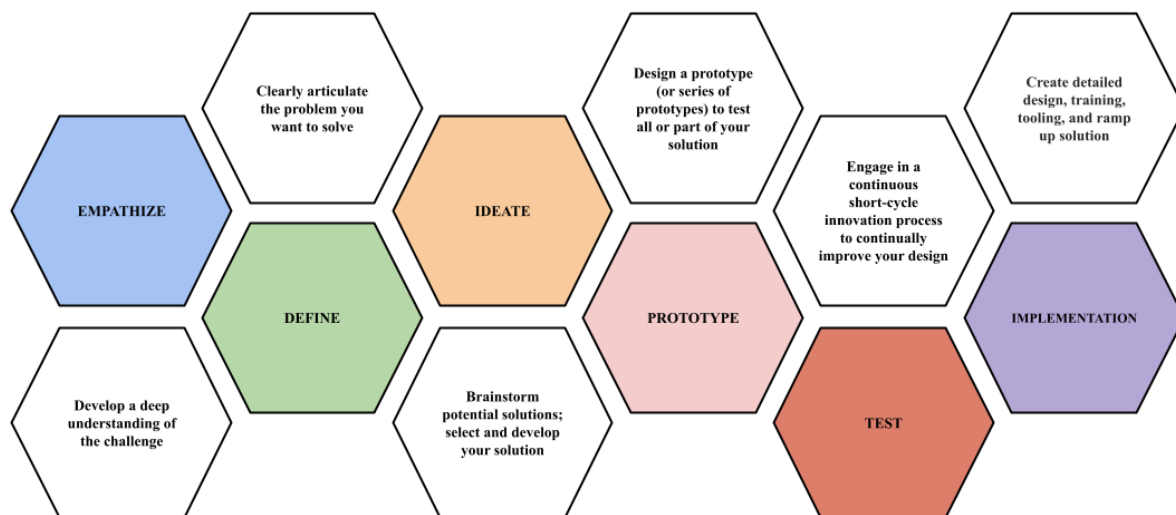 EMPATHIZE
Develop a deep
understanding of
the challenge
Clearly articulate
the problem you
want to solve
DEFINE
IDEATE
Brainstorm
potential solutions;
select and develop
your solution
Design a prototype
(or series of
prototypes) to test
all or part of your
solution
PROTOTYPE
Engage in a
continuous
short-cycle
innovation process
to continually
improve your design
TEST
Create detailed
design, training,
tooling, and ramp
up solution
IMPLEMENTATION